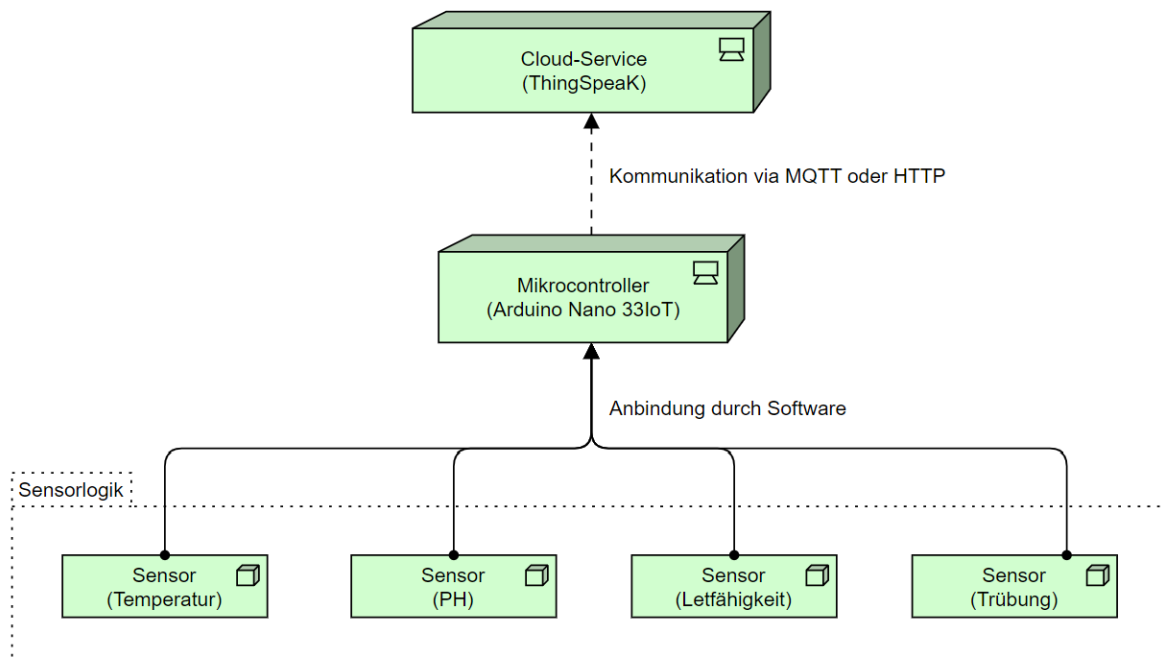 Cloud-Service
(ThingSpeaK)
Kommunikation via MQTT oder HTTP
Mikrocontroller
(Arduino Nano 33IoT)
Anbindung durch Software
Sensorlogik
Sensor
(Temperatur)
Sensor
(PH)
Sensor
(Letfähigkeit)
Sensor
(Trübung)